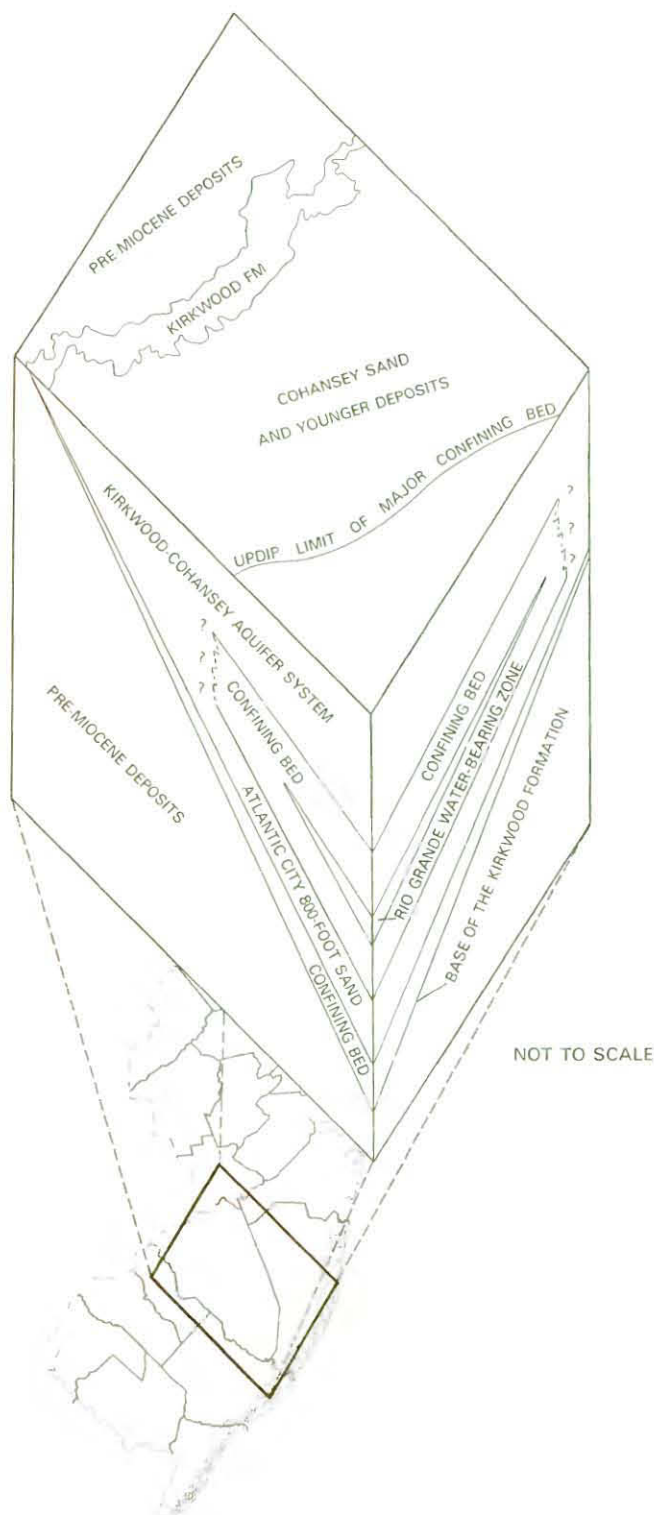 PRE MIOCENE DEPOSITS
KIRKWOOD FM
COHANSEY SAND
AND YOUNGER DEPOSITS
UPDIP LIMIT OF MAJOR CONFINING BED
KIRKWOOD-COHANSEY AQUIFER SYSTEM
?
?
?
?
?
?
CONFINING BED
CONFINING BED
PRE-MIOCENE DEPOSITS
ATLANTIC CITY 800-FOOT SAND
RIO GRANDE WATER-BEARING ZONE
BASE OF THE KIRKWOOD FORMATION
CONFINING BED
NOT TO SCALE